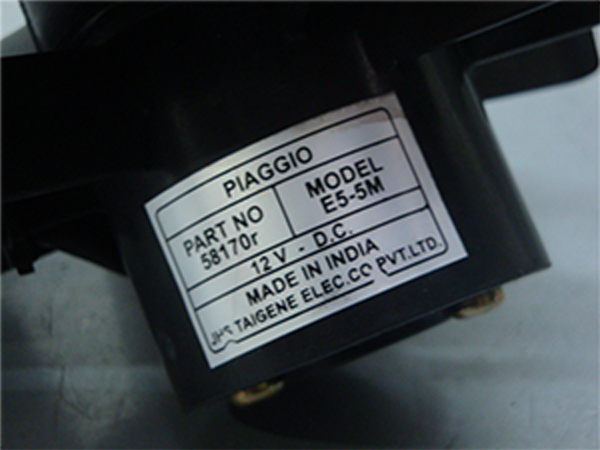 PIAGGIO
PART NO
58170r
MODEL
E5-5M
12 V - D.C.
MADE IN INDIA
JHS TAIGENE ELEC.CO PVT.LTD.